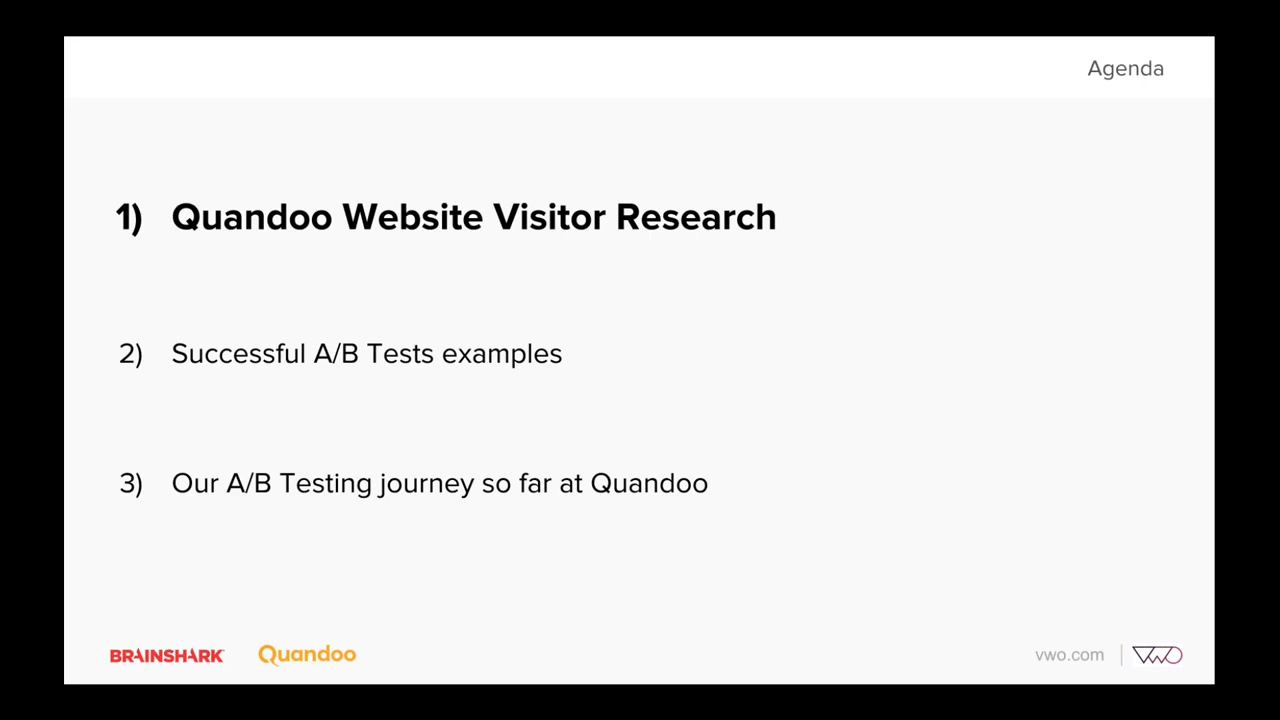 Agenda
1) Quandoo Website Visitor Research
2) Successful A/B Tests examples
3) Our A/B Testing journey so far at Quandoo
BRAINSHARK Quandoo vwo.com | VWO